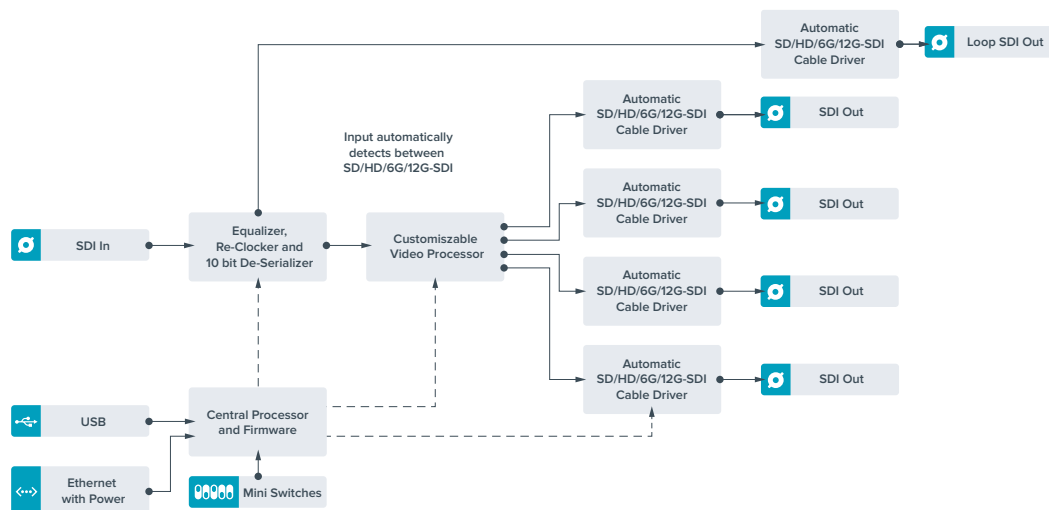 Automatic
SD/HD/6G/12G-SDI
Cable Driver
Loop SDI Out
Automatic
SD/HD/6G/12G-SDI
Cable Driver
SDI Out
Input automatically
detects between
SD/HD/6G/12G-SDI
Automatic
SD/HD/6G/12G-SDI
Cable Driver
SDI Out
SDI In
Equalizer,
Re-Clocker and
10 bit De-Serializer
Customiszable
Video Processor
Automatic
SD/HD/6G/12G-SDI
Cable Driver
SDI Out
Automatic
SD/HD/6G/12G-SDI
Cable Driver
SDI Out
USB
Central Processor
and Firmware
Ethernet
with Power
Mini Switches